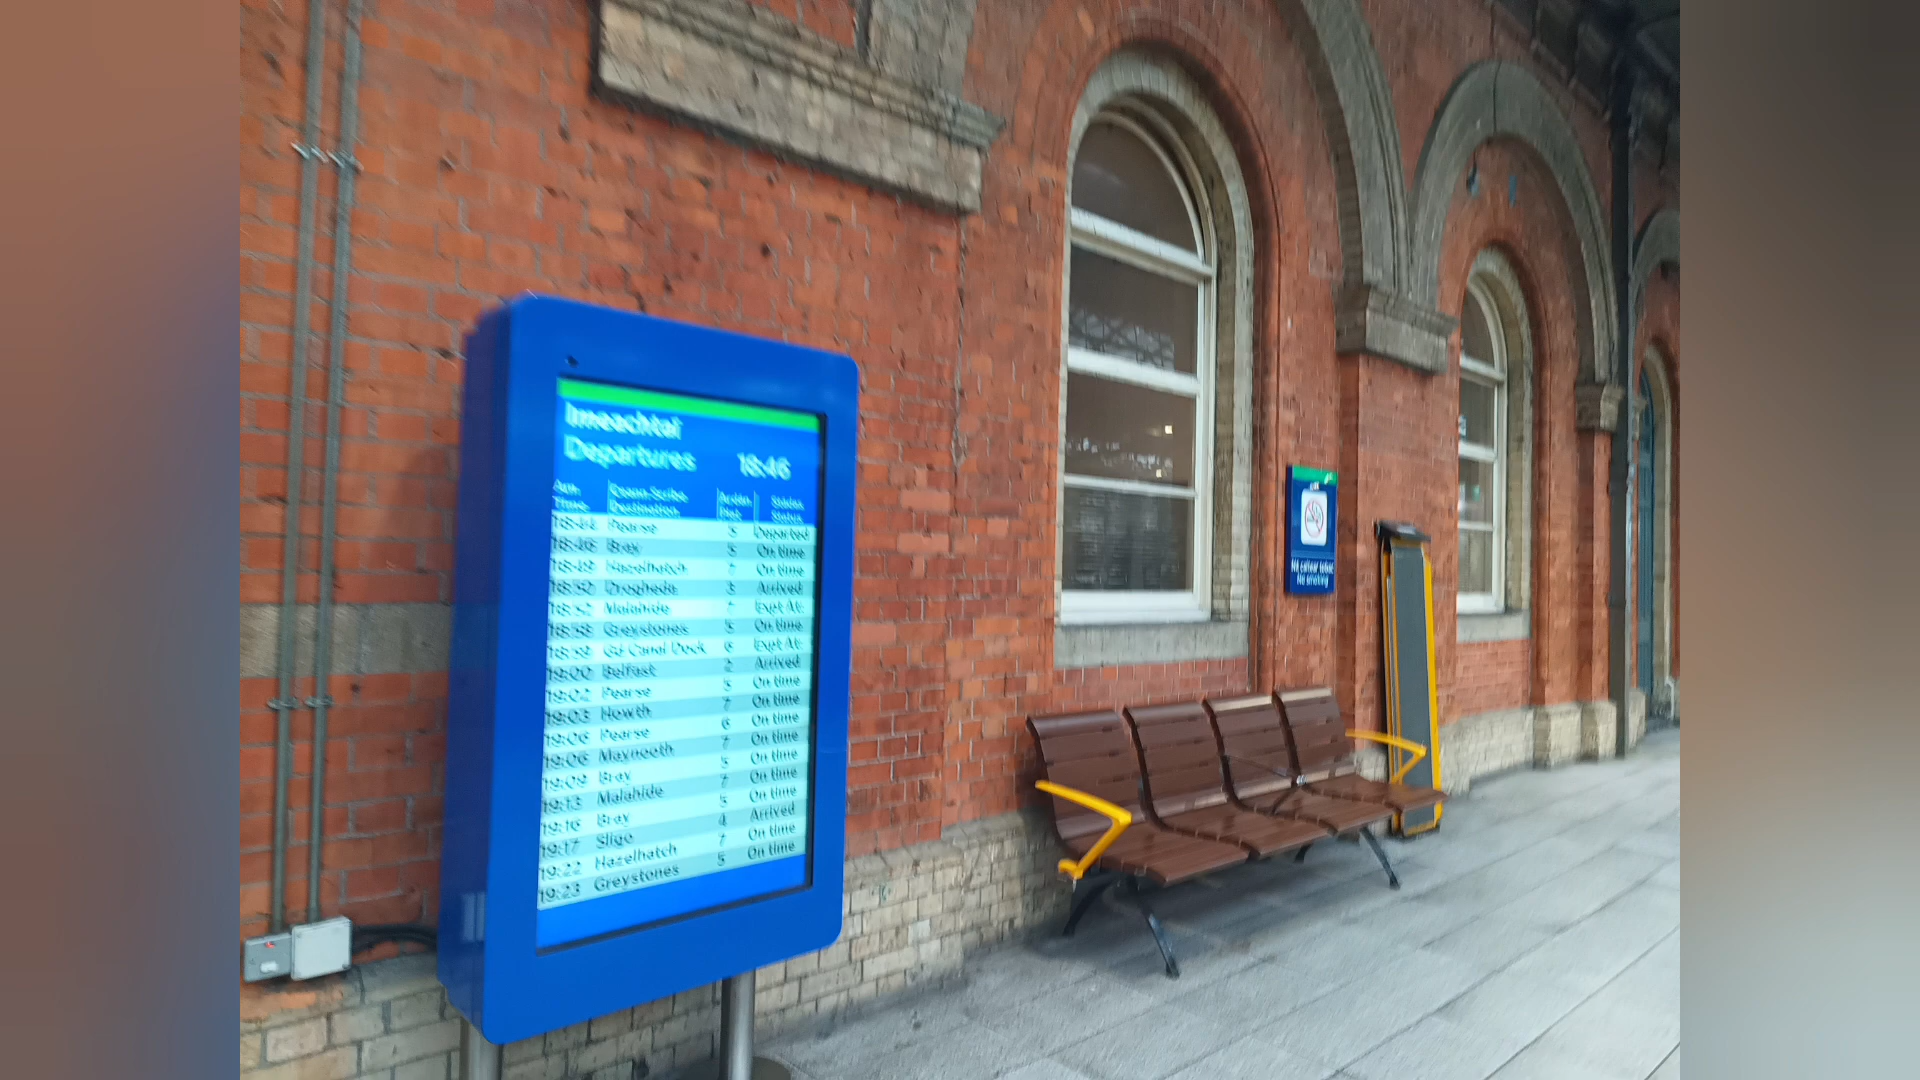 Imeachtaí
Departures 18:46
Am Ceann Scríbe Ardán Stádas
Time Destination Plat Status
18:44 Pearse 5 Departed
18:46 Bray 5 On time
18:48 Hazelhatch 7 On time
18:50 Drogheda 3 Arrived
Malahide 7 Expt At:
18:58 Greystones 5 On time
Gd Canal Dock 6 Expt At:
19:00 Belfast 2 Arrived
19:02 Pearse 5 On time
19:03 Howth 7 On time
19:06 Pearse 6 On time
19:06 Maynooth 7 On time
19:09 Bray 5 On time
19:13 Malahide 7 On time
19:16 Bray 5 On time
19:17 Sligo 4 Arrived
19:22 Hazelhatch 7 On time
19:23 Greystones 5 On time
Ná caitear tobac
No smoking